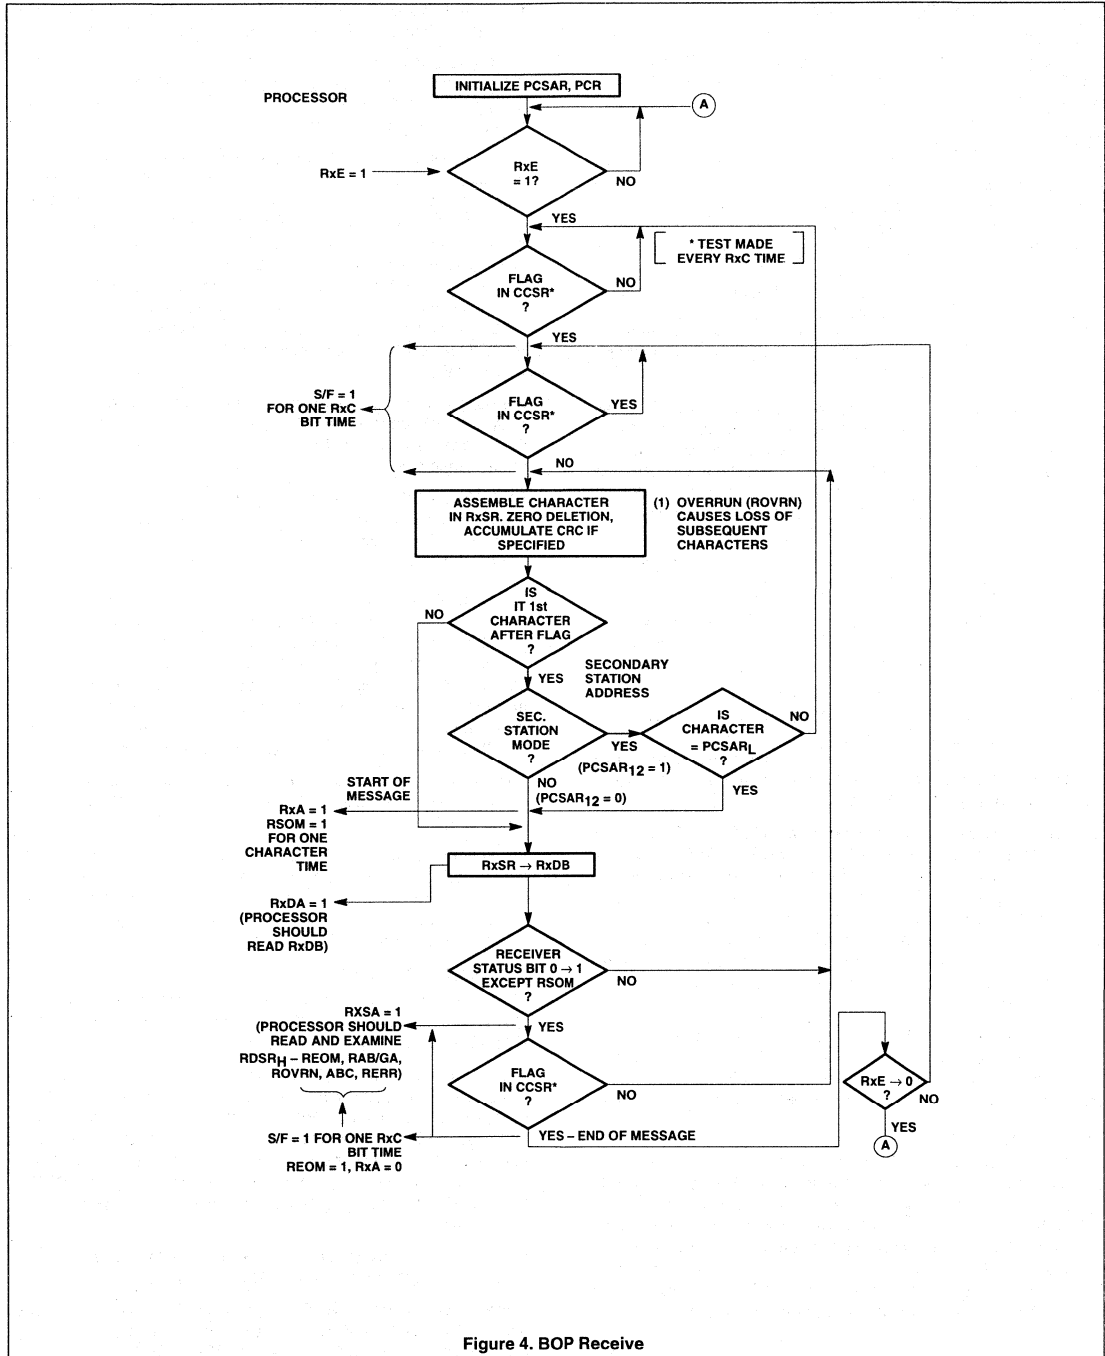 INITIALIZE PCSAR, PCR
PROCESSOR
A
RxE = 1
RxE
= 1?
NO
YES
* TEST MADE
EVERY RxC TIME
FLAG
IN CCSR*
?
NO
YES
S/F = 1
FOR ONE RxC
BIT TIME
FLAG
IN CCSR*
?
YES
NO
ASSEMBLE CHARACTER
IN RxSR. ZERO DELETION,
ACCUMULATE CRC IF
SPECIFIED
(1) OVERRUN (ROVRN)
CAUSES LOSS OF
SUBSEQUENT
CHARACTERS
IS
IT 1st
CHARACTER
AFTER FLAG
?
NO
YES
SECONDARY
STATION
ADDRESS
SEC.
STATION
MODE
?
YES
(PCSAR12 = 1)
IS
CHARACTER
= PCSARL
?
NO
YES
NO
(PCSAR12 = 0)
START OF
MESSAGE
RxA = 1
RSOM = 1
FOR ONE
CHARACTER
TIME
RxSR → RxDB
RxDA = 1
(PROCESSOR
SHOULD
READ RxDB)
RECEIVER
STATUS BIT 0 → 1
EXCEPT RSOM
?
NO
YES
RXSA = 1
(PROCESSOR SHOULD
READ AND EXAMINE
RDSRH – REOM, RAB/GA,
ROVRN, ABC, RERR)
FLAG
IN CCSR*
?
NO
RxE → 0
?
NO
YES
A
YES – END OF MESSAGE
S/F = 1 FOR ONE RxC
BIT TIME
REOM = 1, RxA = 0
Figure 4. BOP Receive